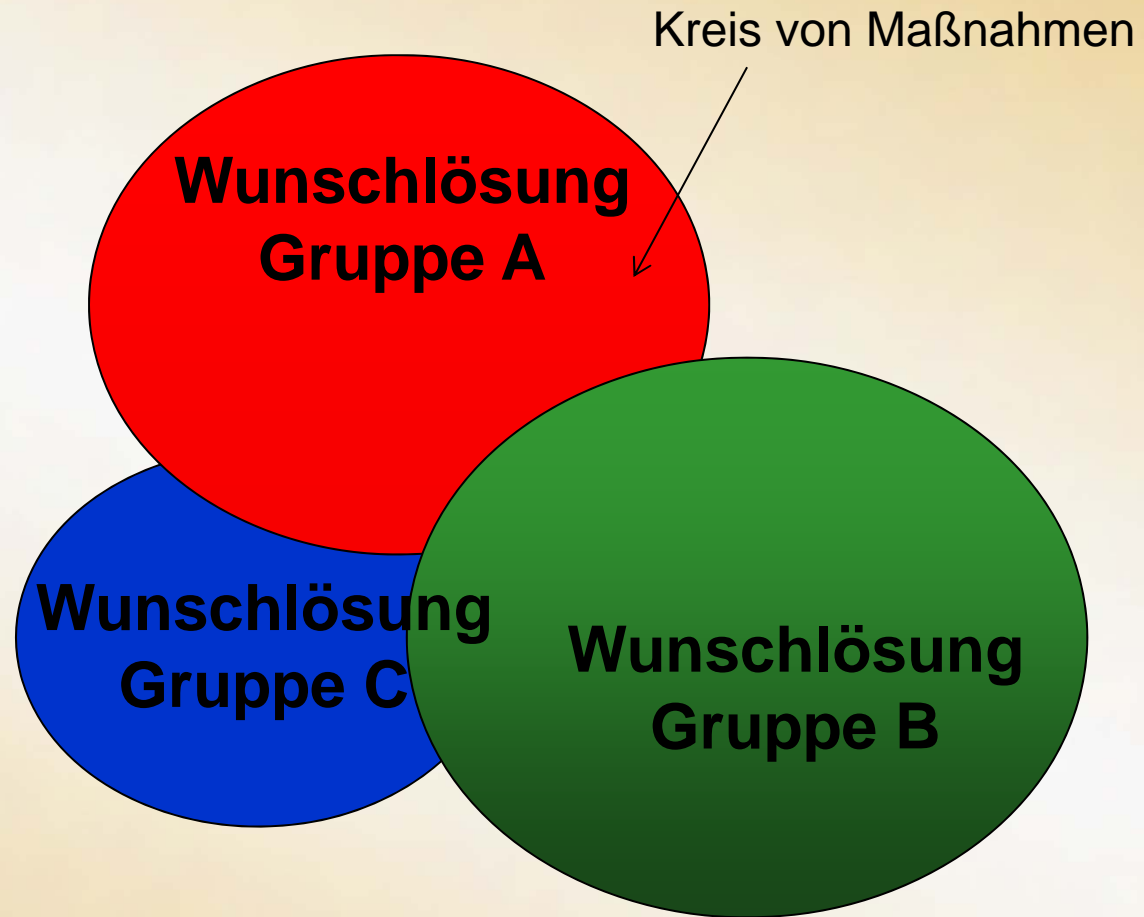 Kreis von Maßnahmen
Wunschlösung
Gruppe A
Wunschlösung
Gruppe C
Wunschlösung
Gruppe B